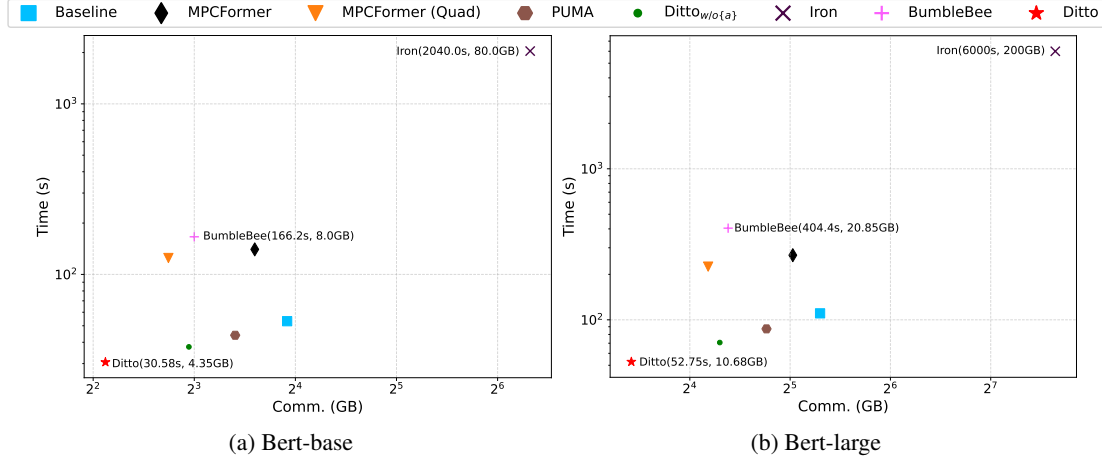 Baseline MPCFormer MPCFormer (Quad) PUMA Ditto_{w/o{a}} Iron BumbleBee Ditto
Iron(2040.0s, 80.0GB)
10^3
Time (s)
BumbleBee(166.2s, 8.0GB)
10^2
Ditto(30.58s, 4.35GB)
2^2 2^3 2^4 2^5 2^6
Comm. (GB)
(a) Bert-base
Iron(6000s, 200GB)
10^3
Time (s)
BumbleBee(404.4s, 20.85GB)
10^2
Ditto(52.75s, 10.68GB)
2^4 2^5 2^6 2^7
Comm. (GB)
(b) Bert-large